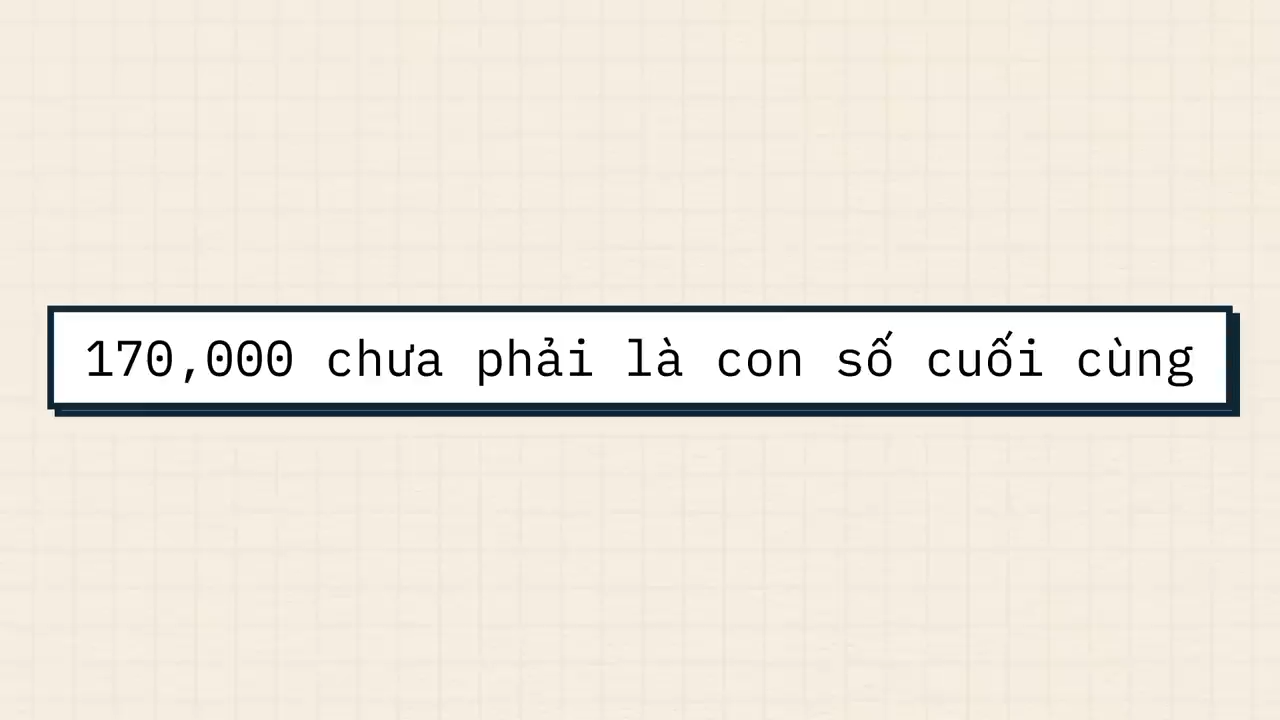 170,000 chưa phải là con số cuối cùng